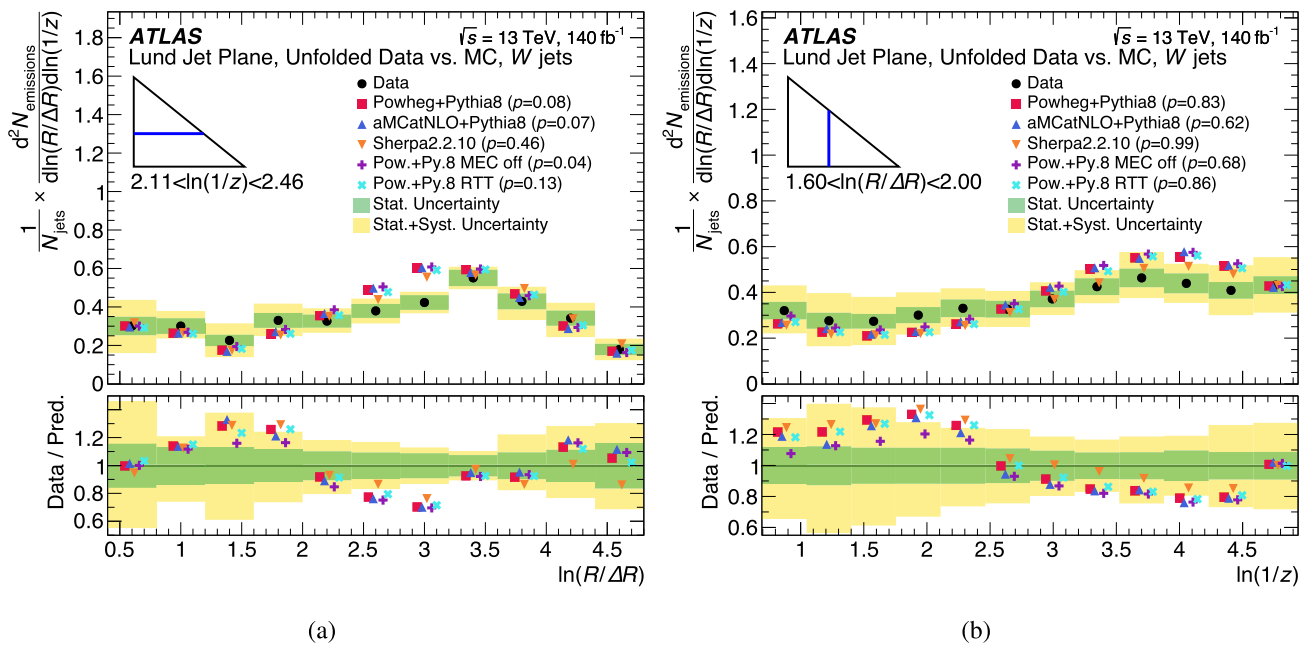 ATLAS
√s = 13 TeV, 140 fb⁻¹
Lund Jet Plane, Unfolded Data vs. MC, W jets
Data
Powheg+Pythia8 (p=0.08)
aMCatNLO+Pythia8 (p=0.07)
Sherpa2.2.10 (p=0.46)
Pow.+Py.8 MEC off (p=0.04)
Pow.+Py.8 RTT (p=0.13)
Stat. Uncertainty
Stat.+Syst. Uncertainty
2.11<ln(1/z)<2.46
1/N_jets × d²N_emissions/dln(R/ΔR)dln(1/z)
1.8
1.6
1.4
1.2
1
0.8
0.6
0.4
0.2
0
Data / Pred.
1.2
1
0.8
0.6
0.5 1 1.5 2 2.5 3 3.5 4 4.5
ln(R/ΔR)
(a)
ATLAS
√s = 13 TeV, 140 fb⁻¹
Lund Jet Plane, Unfolded Data vs. MC, W jets
Data
Powheg+Pythia8 (p=0.83)
aMCatNLO+Pythia8 (p=0.62)
Sherpa2.2.10 (p=0.99)
Pow.+Py.8 MEC off (p=0.68)
Pow.+Py.8 RTT (p=0.86)
Stat. Uncertainty
Stat.+Syst. Uncertainty
1.60<ln(R/ΔR)<2.00
1/N_jets × d²N_emissions/dln(R/ΔR)dln(1/z)
1.6
1.4
1.2
1
0.8
0.6
0.4
0.2
0
Data / Pred.
1.2
1
0.8
0.6
1 1.5 2 2.5 3 3.5 4 4.5
ln(1/z)
(b)